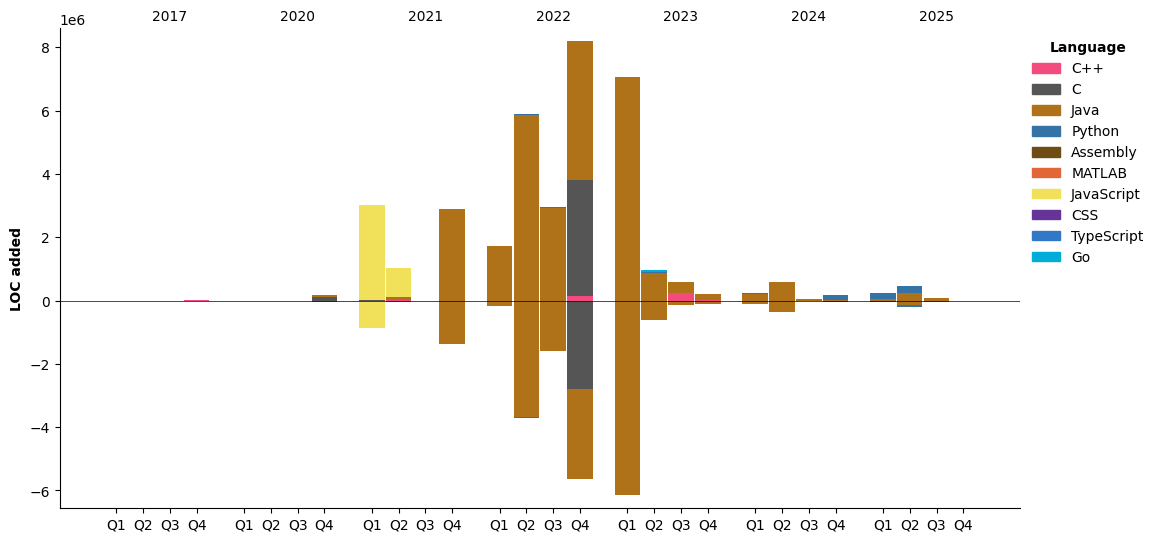 1e6
2017 2020 2021 2022 2023 2024 2025
8
6
4
2
0
−2
−4
−6
LOC added
Q1 Q2 Q3 Q4 Q1 Q2 Q3 Q4 Q1 Q2 Q3 Q4 Q1 Q2 Q3 Q4 Q1 Q2 Q3 Q4 Q1 Q2 Q3 Q4 Q1 Q2 Q3 Q4
Language
C++
C
Java
Python
Assembly
MATLAB
JavaScript
CSS
TypeScript
Go